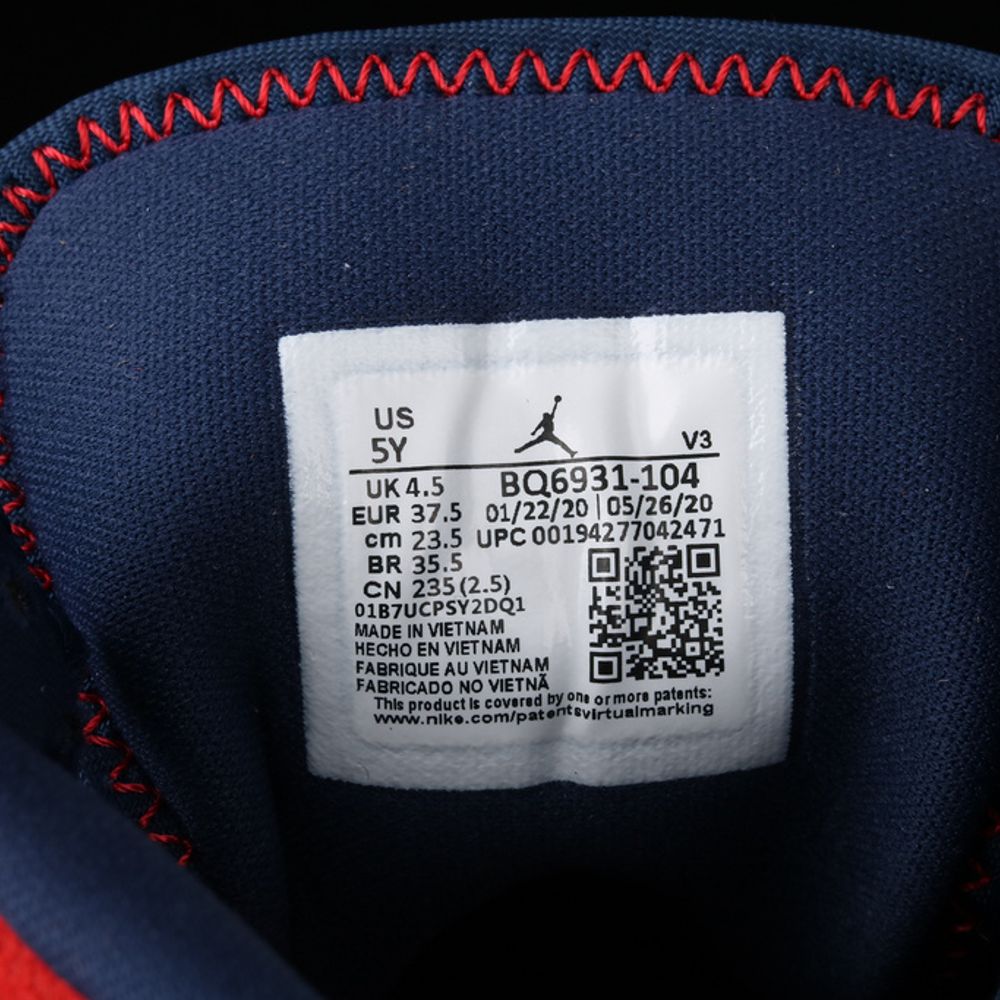 US
5Y
V3
UK 4.5
BQ6931-104
EUR 37.5
01/22/20 | 05/26/20
cm 23.5
UPC 00194277042471
BR 35.5
CN 235 (2.5)
01B7UCPSY2DQ1
MADE IN VIETNAM
HECHO EN VIETNAM
FABRIQUE AU VIETNAM
FABRICADO NO VIETNÃ
This product is covered by one or more patents:
www.nike.com/patentsvirtualmarking